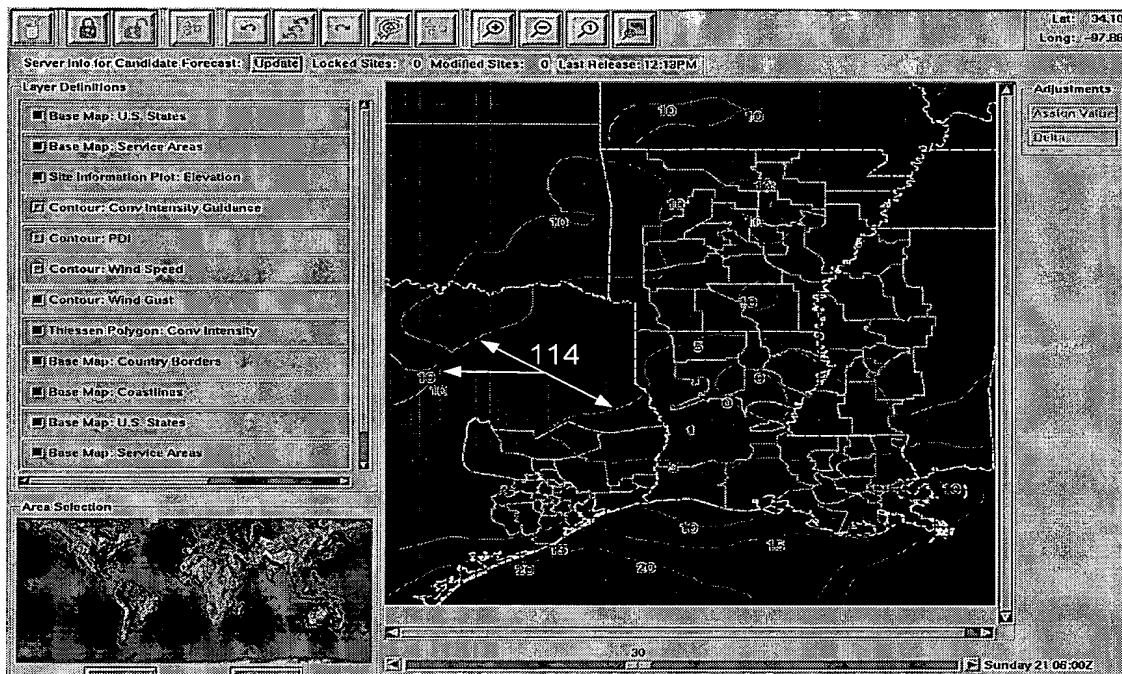 Lat: 34.10
Long: -97.88
Server Info for Candidate Forecast: Update Locked Sites: 0 Modified Sites: 0 Last Release: 12:13PM
Layer Definitions
Base Map: U.S. States
Base Map: Service Areas
Site Information Plot: Elevation
Contour: Conv Intensity Guidance
Contour: PDI
Contour: Wind Speed
Contour: Wind Gust
Thiessen Polygon: Conv Intensity
Base Map: Country Borders
Base Map: Coastlines
Base Map: U.S. States
Base Map: Service Areas
Area Selection
Adjustments
Assign Value
Delta
10
10
10
10
114
10
10
15
15
20
20
30
Sunday 21 06:00Z